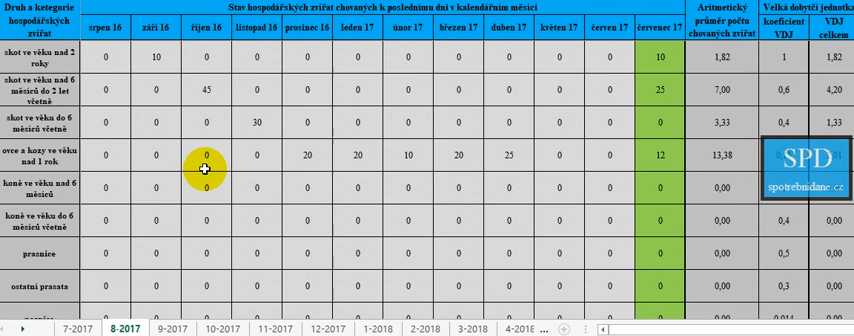 Druh a kategorie hospodářských zvířat
Stav hospodářských zvířat chovaných k poslednímu dni v kalendářním měsíci
Aritmetický průměr počtu chovaných zvířat
Velká dobytčí jednotka
srpen 16 září 16 říjen 16 listopad 16 prosinec 16 leden 17 únor 17 březen 17 duben 17 květen 17 červen 17 červenec 17 koeficient VDJ VDJ celkem
skot ve věku nad 2 roky 0 10 0 0 0 0 0 0 0 0 0 10 1,82 1 1,82
skot ve věku nad 6 měsíců do 2 let včetně 0 0 45 0 0 0 0 0 0 0 0 25 7,00 0,6 4,20
skot ve věku do 6 měsíců včetně 0 0 0 30 0 0 0 0 0 0 0 0 3,33 0,4 1,33
ovce a kozy ve věku nad 1 rok 0 0 0 0 20 20 10 20 25 0 0 12 13,38
koně ve věku nad 6 měsíců 0 0 0 0 0 0 0 0 0 0 0 0 0,00
koně ve věku do 6 měsíců včetně 0 0 0 0 0 0 0 0 0 0 0 0 0,00 0,4 0,00
prasnice 0 0 0 0 0 0 0 0 0 0 0 0 0,00 0,5 0,00
ostatní prasata 0 0 0 0 0 0 0 0 0 0 0 0 0,00 0,3 0,00
SPD
spotrebnidane.cz
7-2017 8-2017 9-2017 10-2017 11-2017 12-2017 1-2018 2-2018 3-2018 4-2018 ...